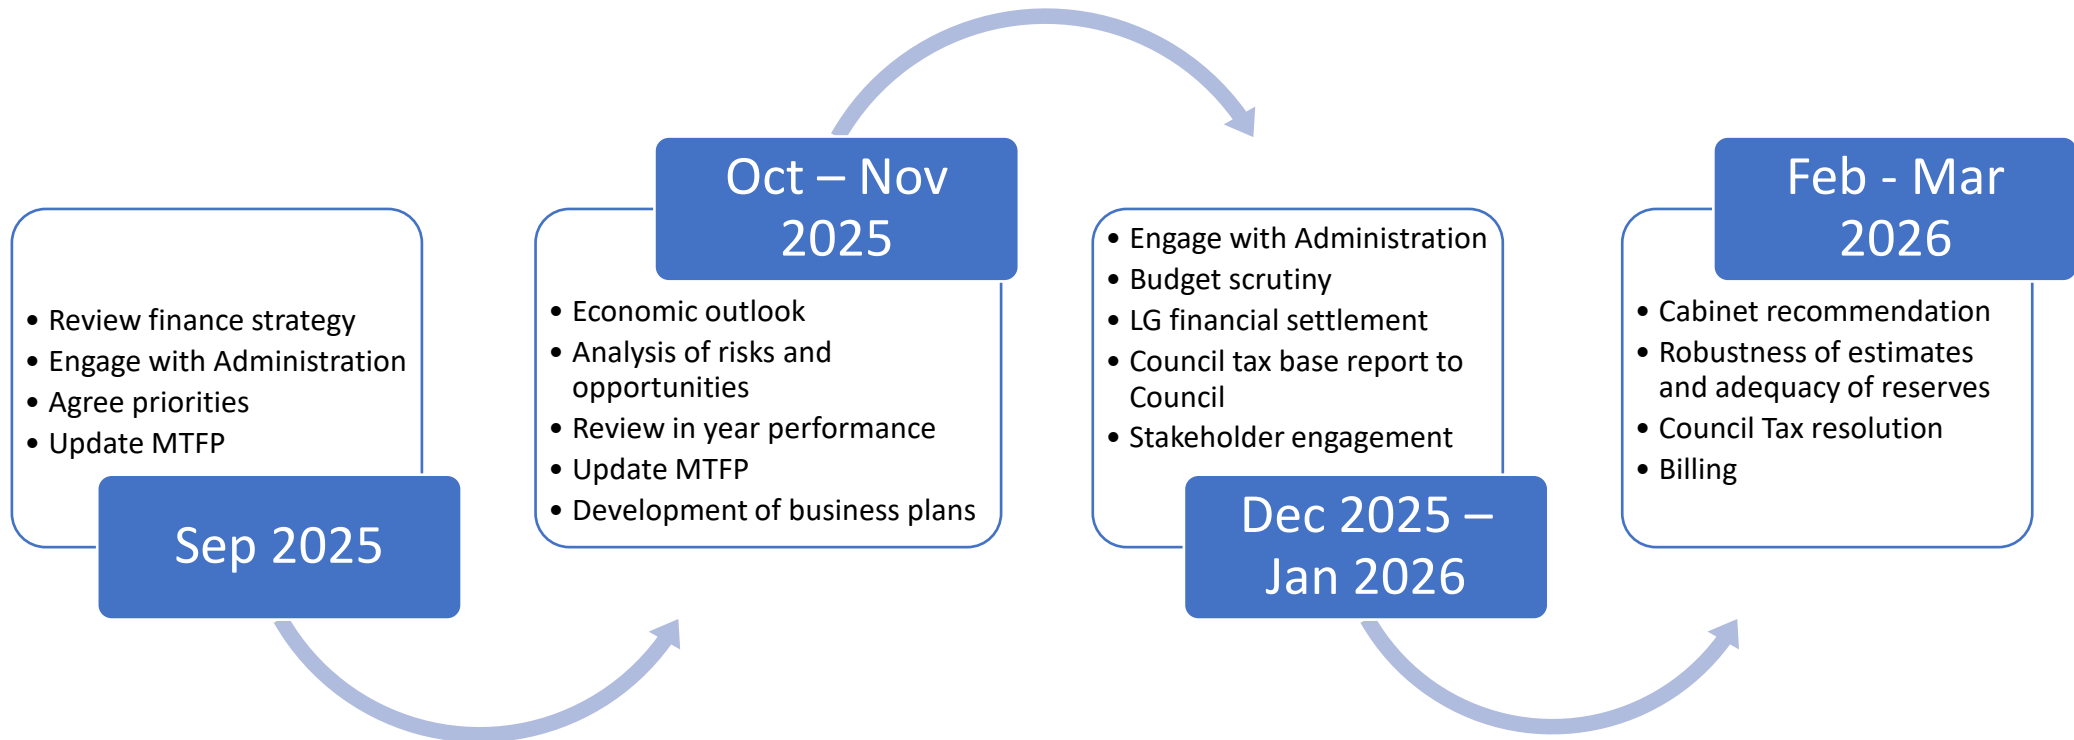 • Review finance strategy
• Engage with Administration
• Agree priorities
• Update MTFP
Sep 2025
Oct – Nov
2025
• Economic outlook
• Analysis of risks and
opportunities
• Review in year performance
• Update MTFP
• Development of business plans
• Engage with Administration
• Budget scrutiny
• LG financial settlement
• Council tax base report to
Council
• Stakeholder engagement
Dec 2025 –
Jan 2026
Feb - Mar
2026
• Cabinet recommendation
• Robustness of estimates
and adequacy of reserves
• Council Tax resolution
• Billing